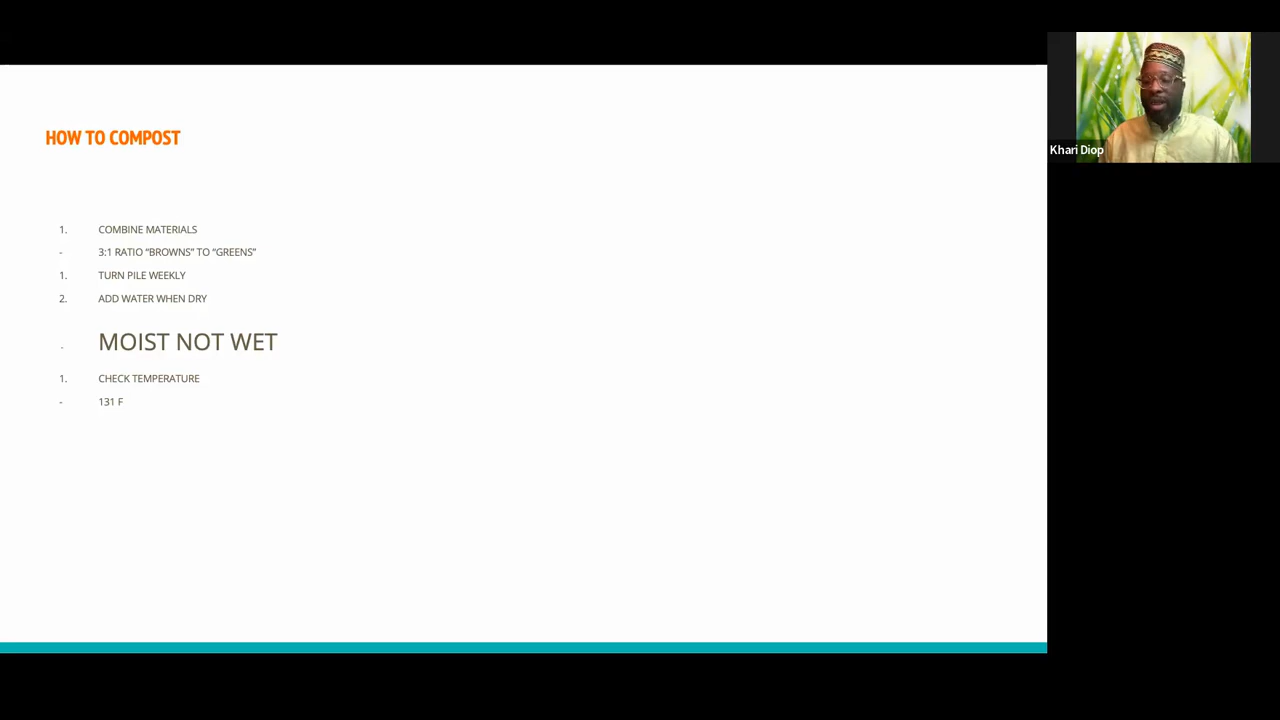 HOW TO COMPOST
1. COMBINE MATERIALS
- 3:1 RATIO “BROWNS” TO “GREENS”
1. TURN PILE WEEKLY
2. ADD WATER WHEN DRY
- MOIST NOT WET
1. CHECK TEMPERATURE
- 131 F
Khari Diop